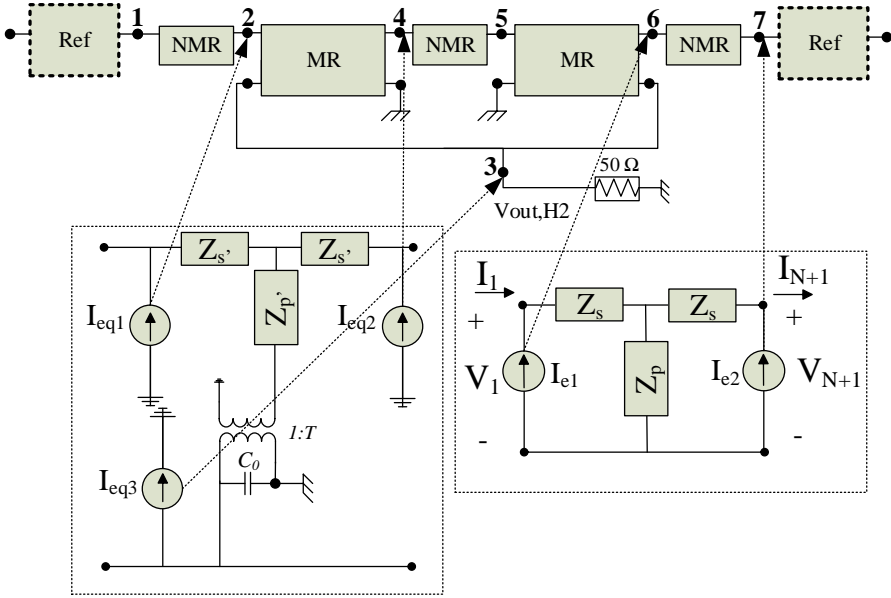 1 2 4 5 6 7
Ref NMR MR NMR MR NMR Ref
3 50 Ω
Vout,H2
Zs' Zs'
Zp'
Ieq1 Ieq2
1:T
C0
Ieq3
I1 IN+1
Zs Zs
+ +
V1 Ie1 Zp Ie2 VN+1
- -